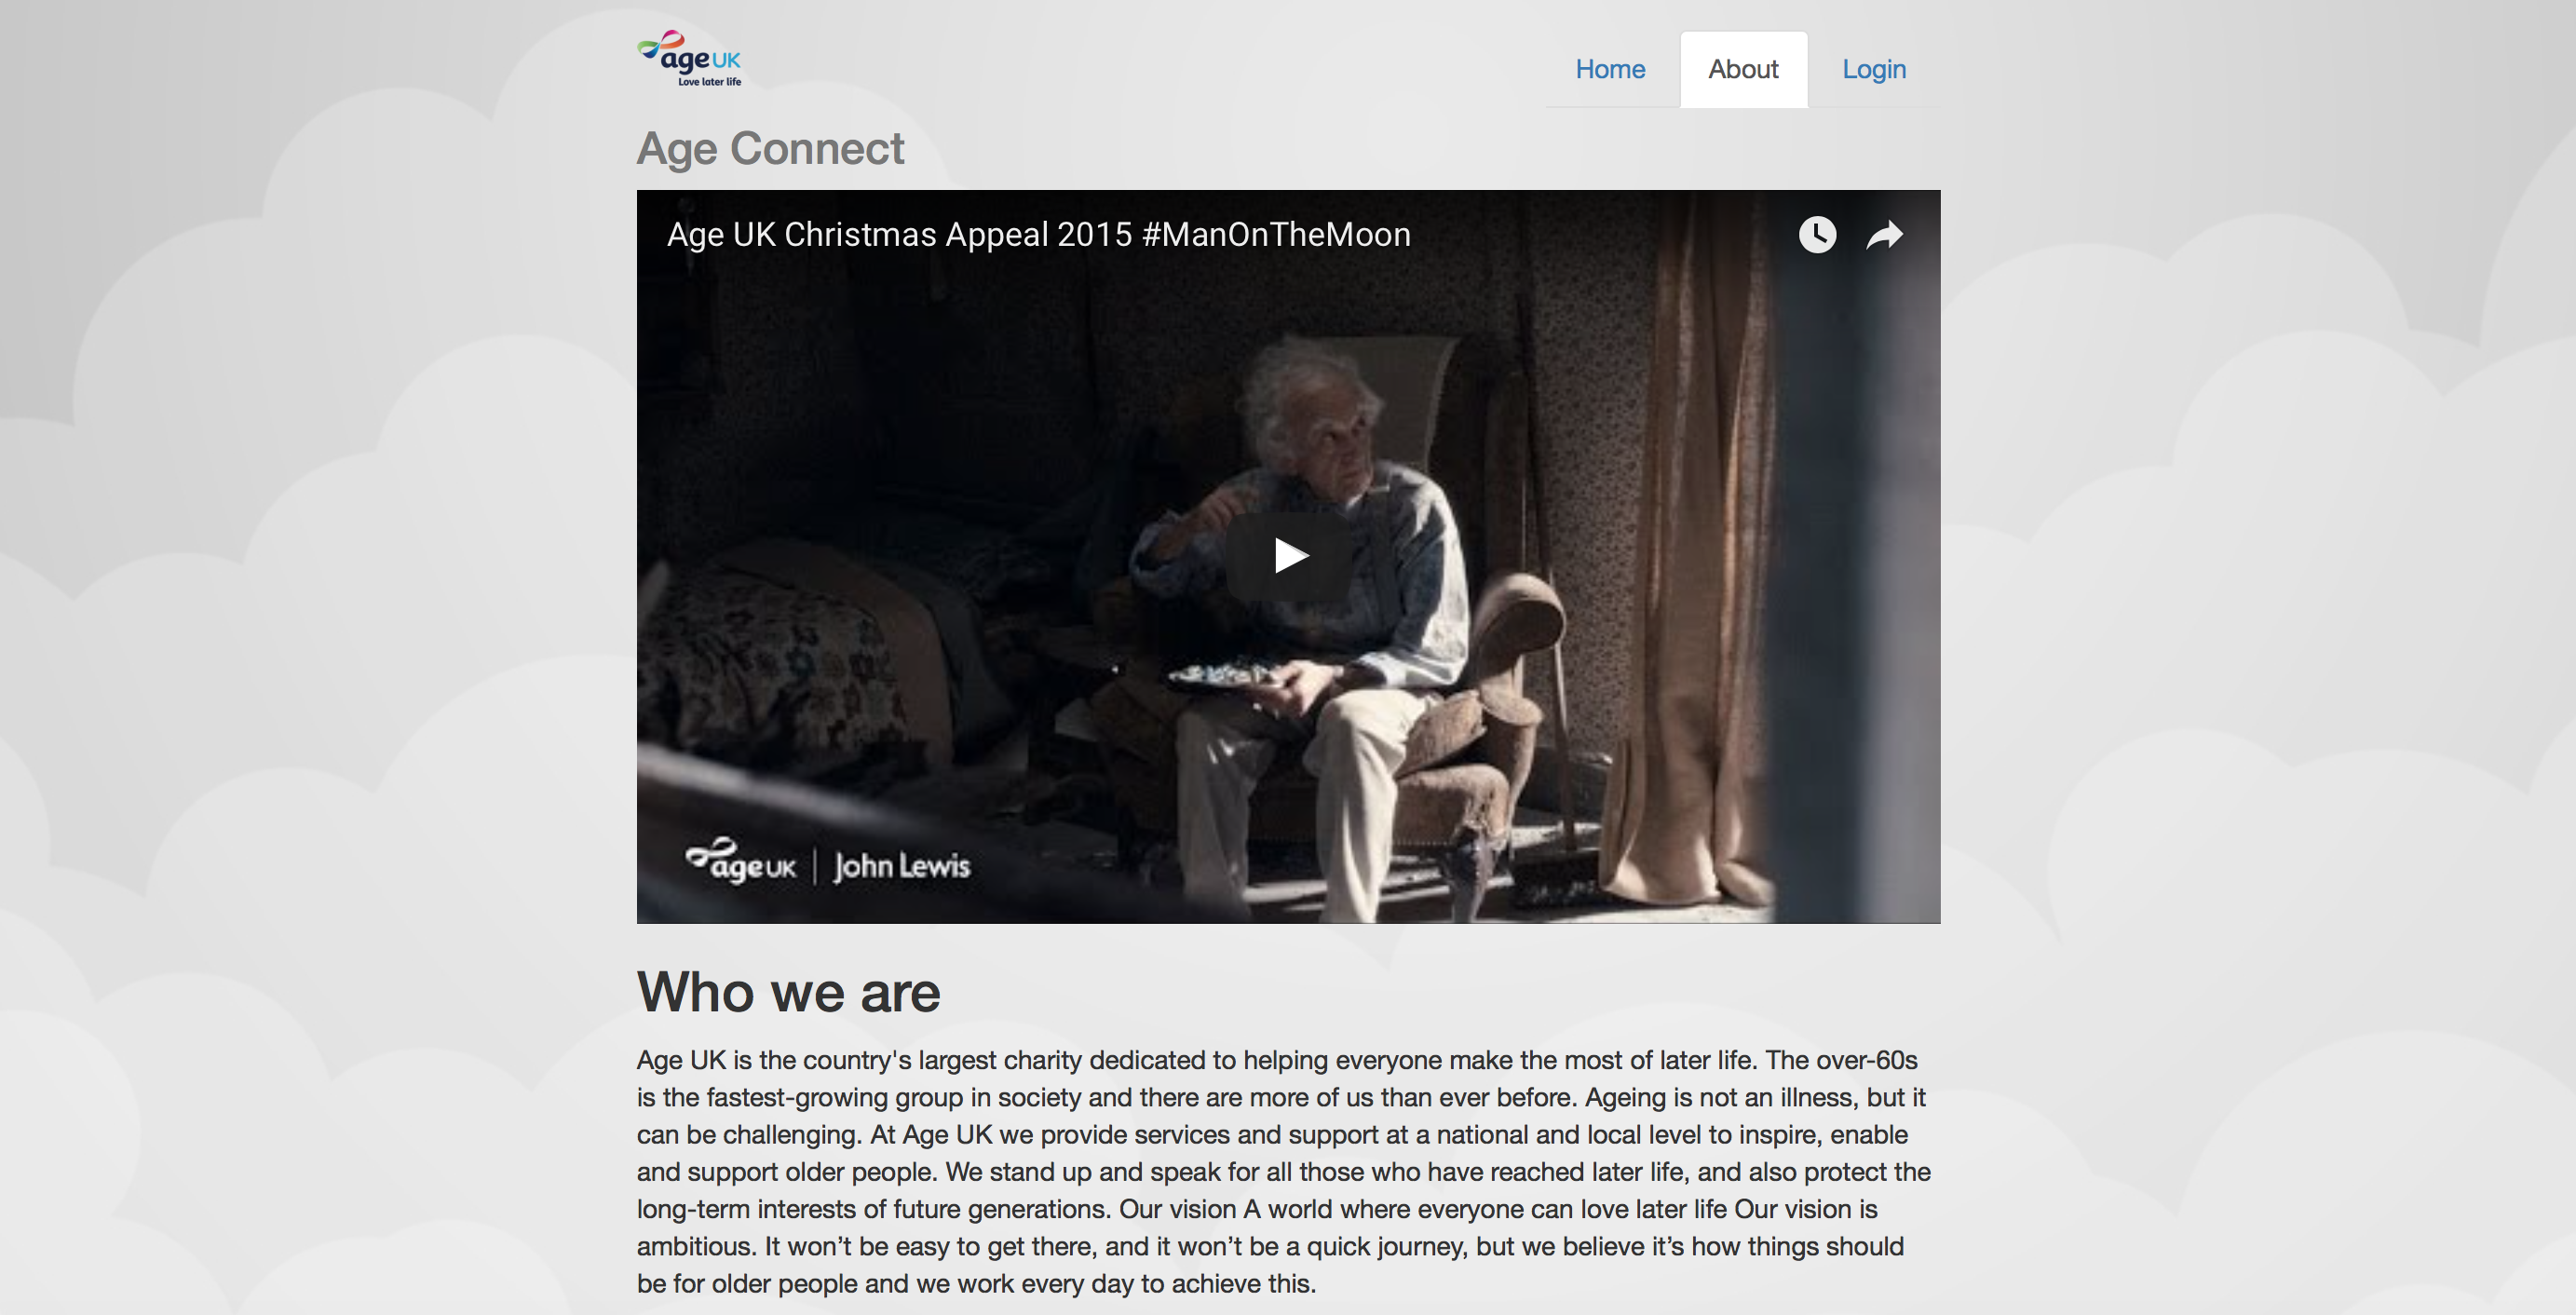 age UK
Love later life
Home
About
Login
Age Connect
Age UK Christmas Appeal 2015 #ManOnTheMoon
age UK | John Lewis
Who we are
Age UK is the country's largest charity dedicated to helping everyone make the most of later life. The over-60s
is the fastest-growing group in society and there are more of us than ever before. Ageing is not an illness, but it
can be challenging. At Age UK we provide services and support at a national and local level to inspire, enable
and support older people. We stand up and speak for all those who have reached later life, and also protect the
long-term interests of future generations. Our vision A world where everyone can love later life Our vision is
ambitious. It won’t be easy to get there, and it won’t be a quick journey, but we believe it’s how things should
be for older people and we work every day to achieve this.